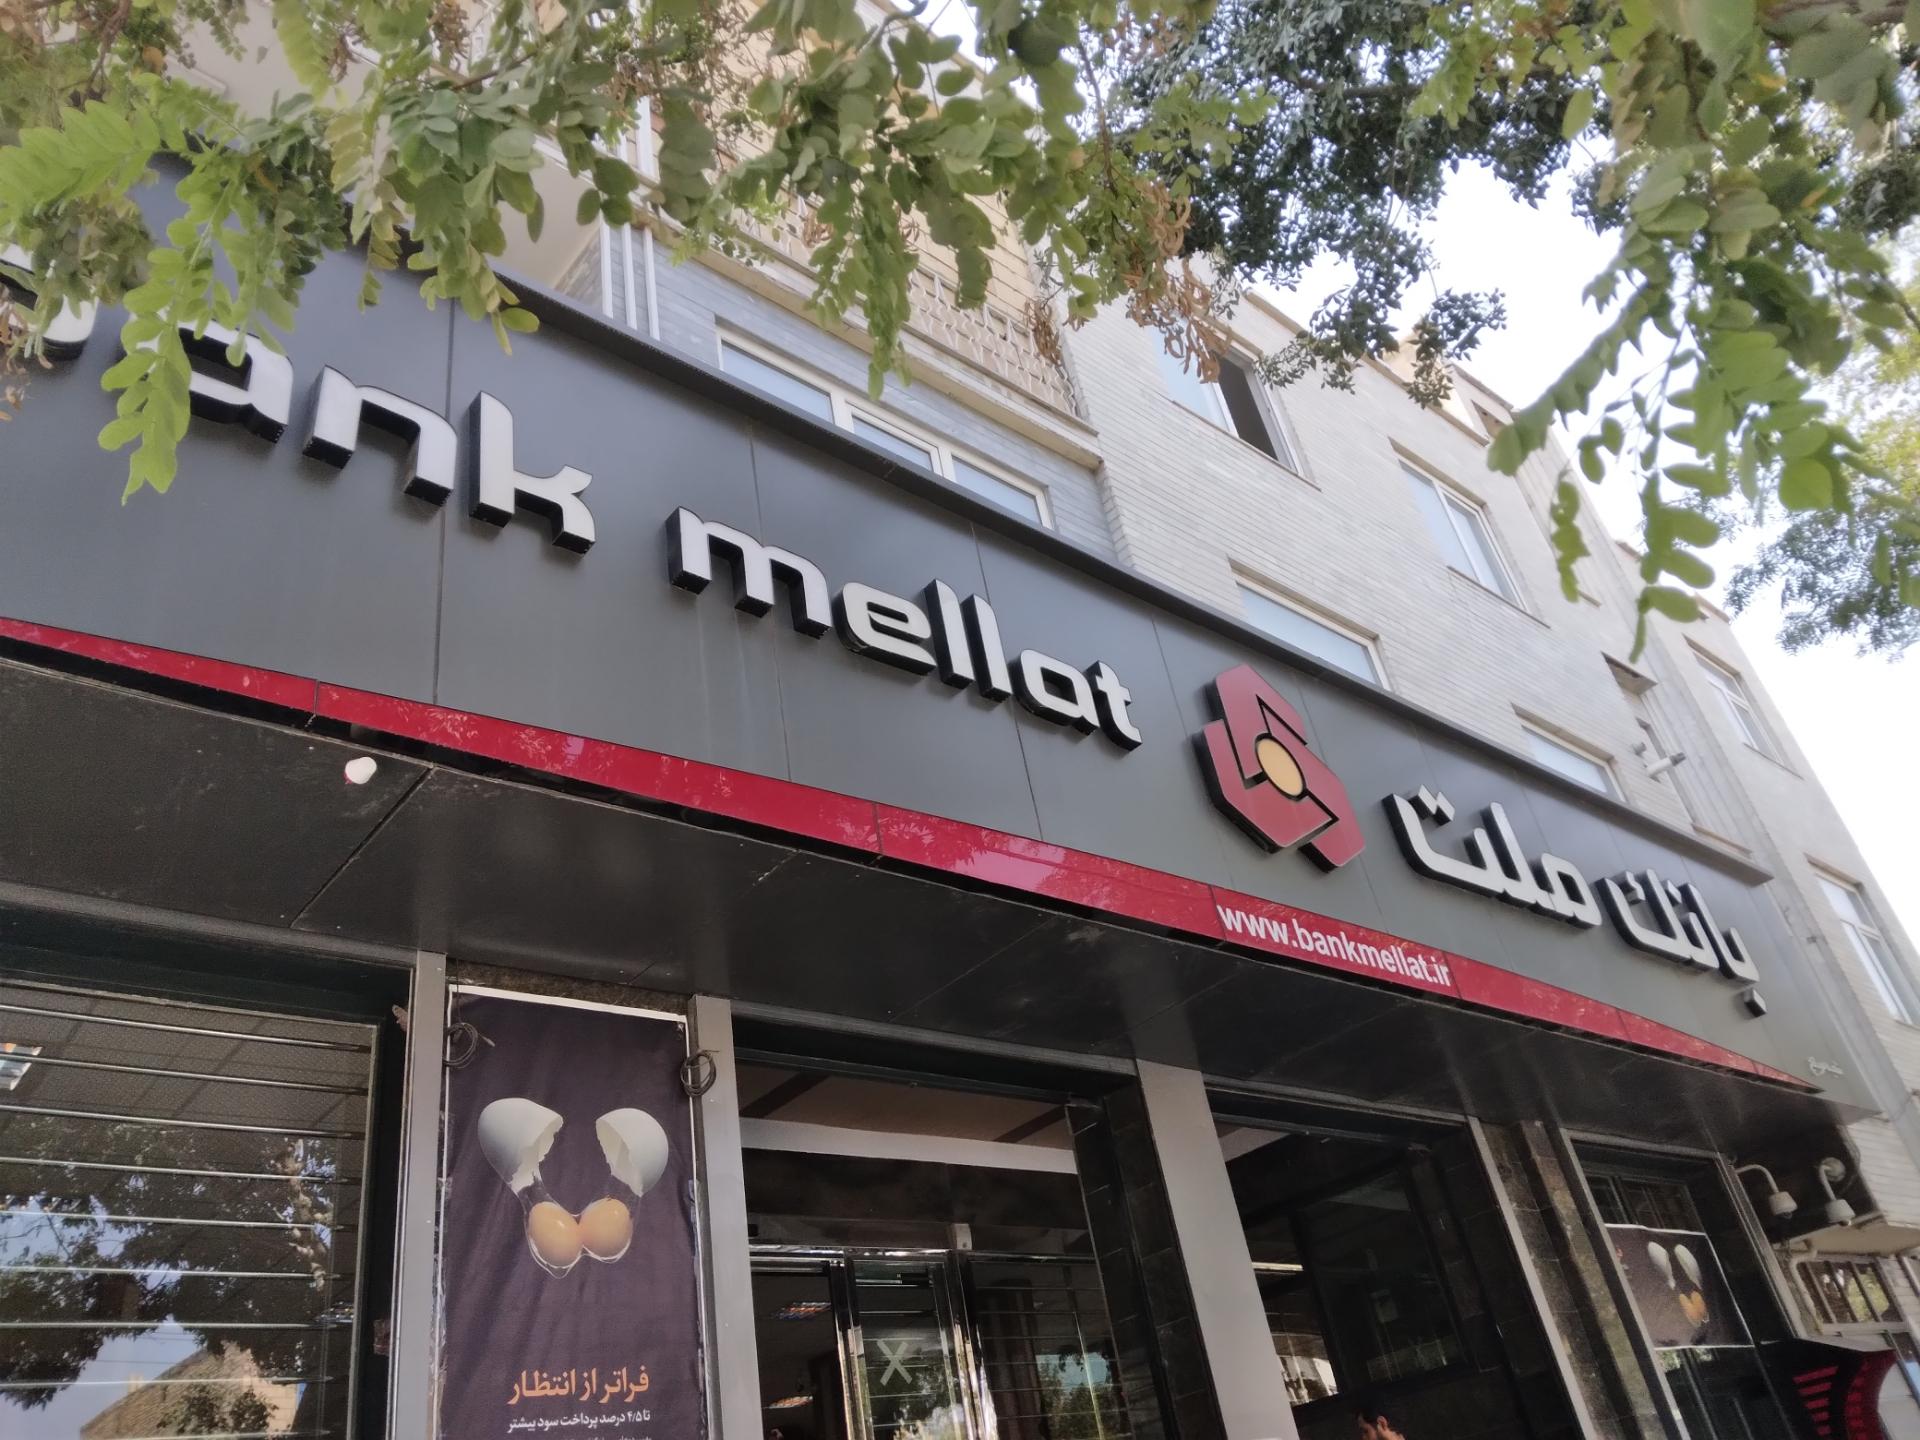 bank mellat
بانک ملت
www.bankmellat.ir
فراتر از انتظار
تا ۴/۵ درصد پرداخت سود بیشتر